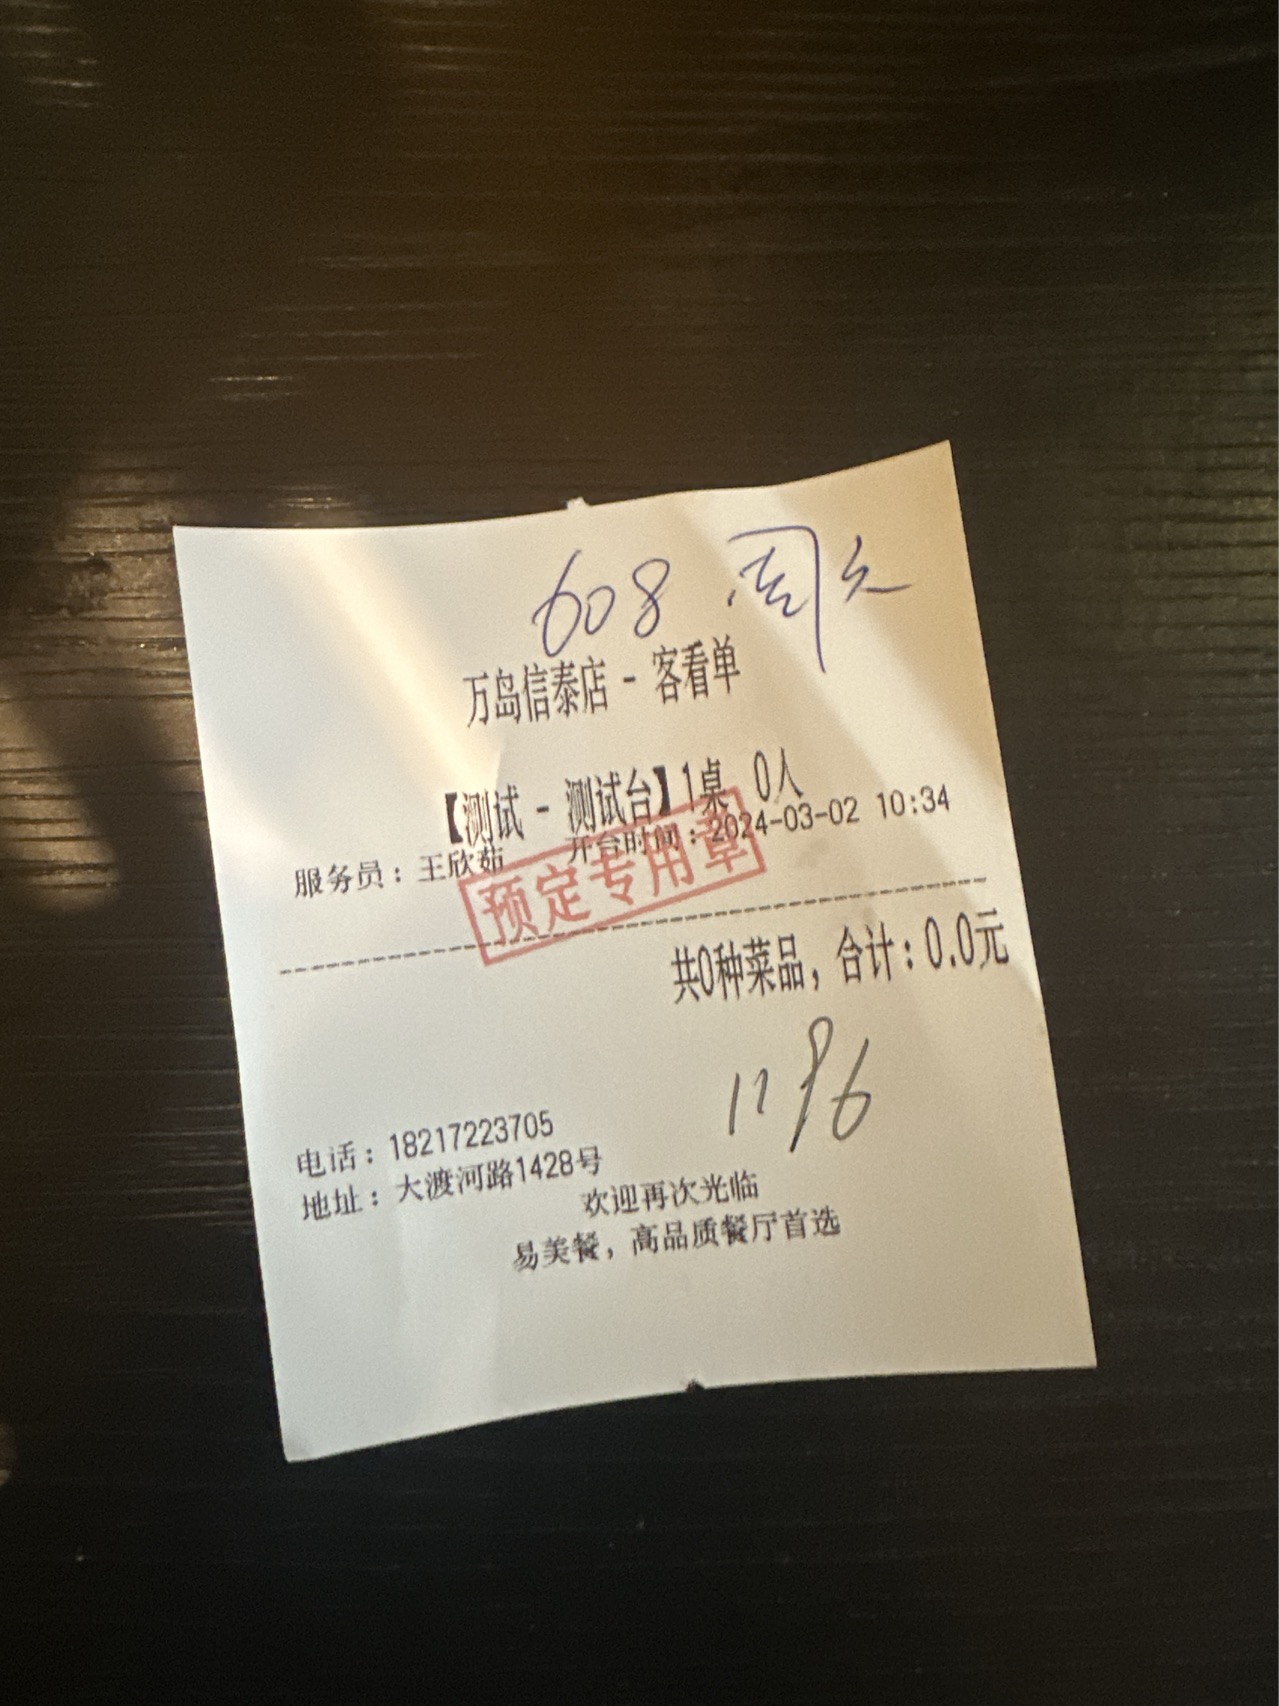 608 周
万岛信泰店 - 客看单
【测试 - 测试台】1桌 0人
服务员：王欣茹 开台时间：2024-03-02 10:34
预定专用章
共0种菜品，合计：0.0元
电话：18217223705
地址：大渡河路1428号
欢迎再次光临
易美餐，高品质餐厅首选